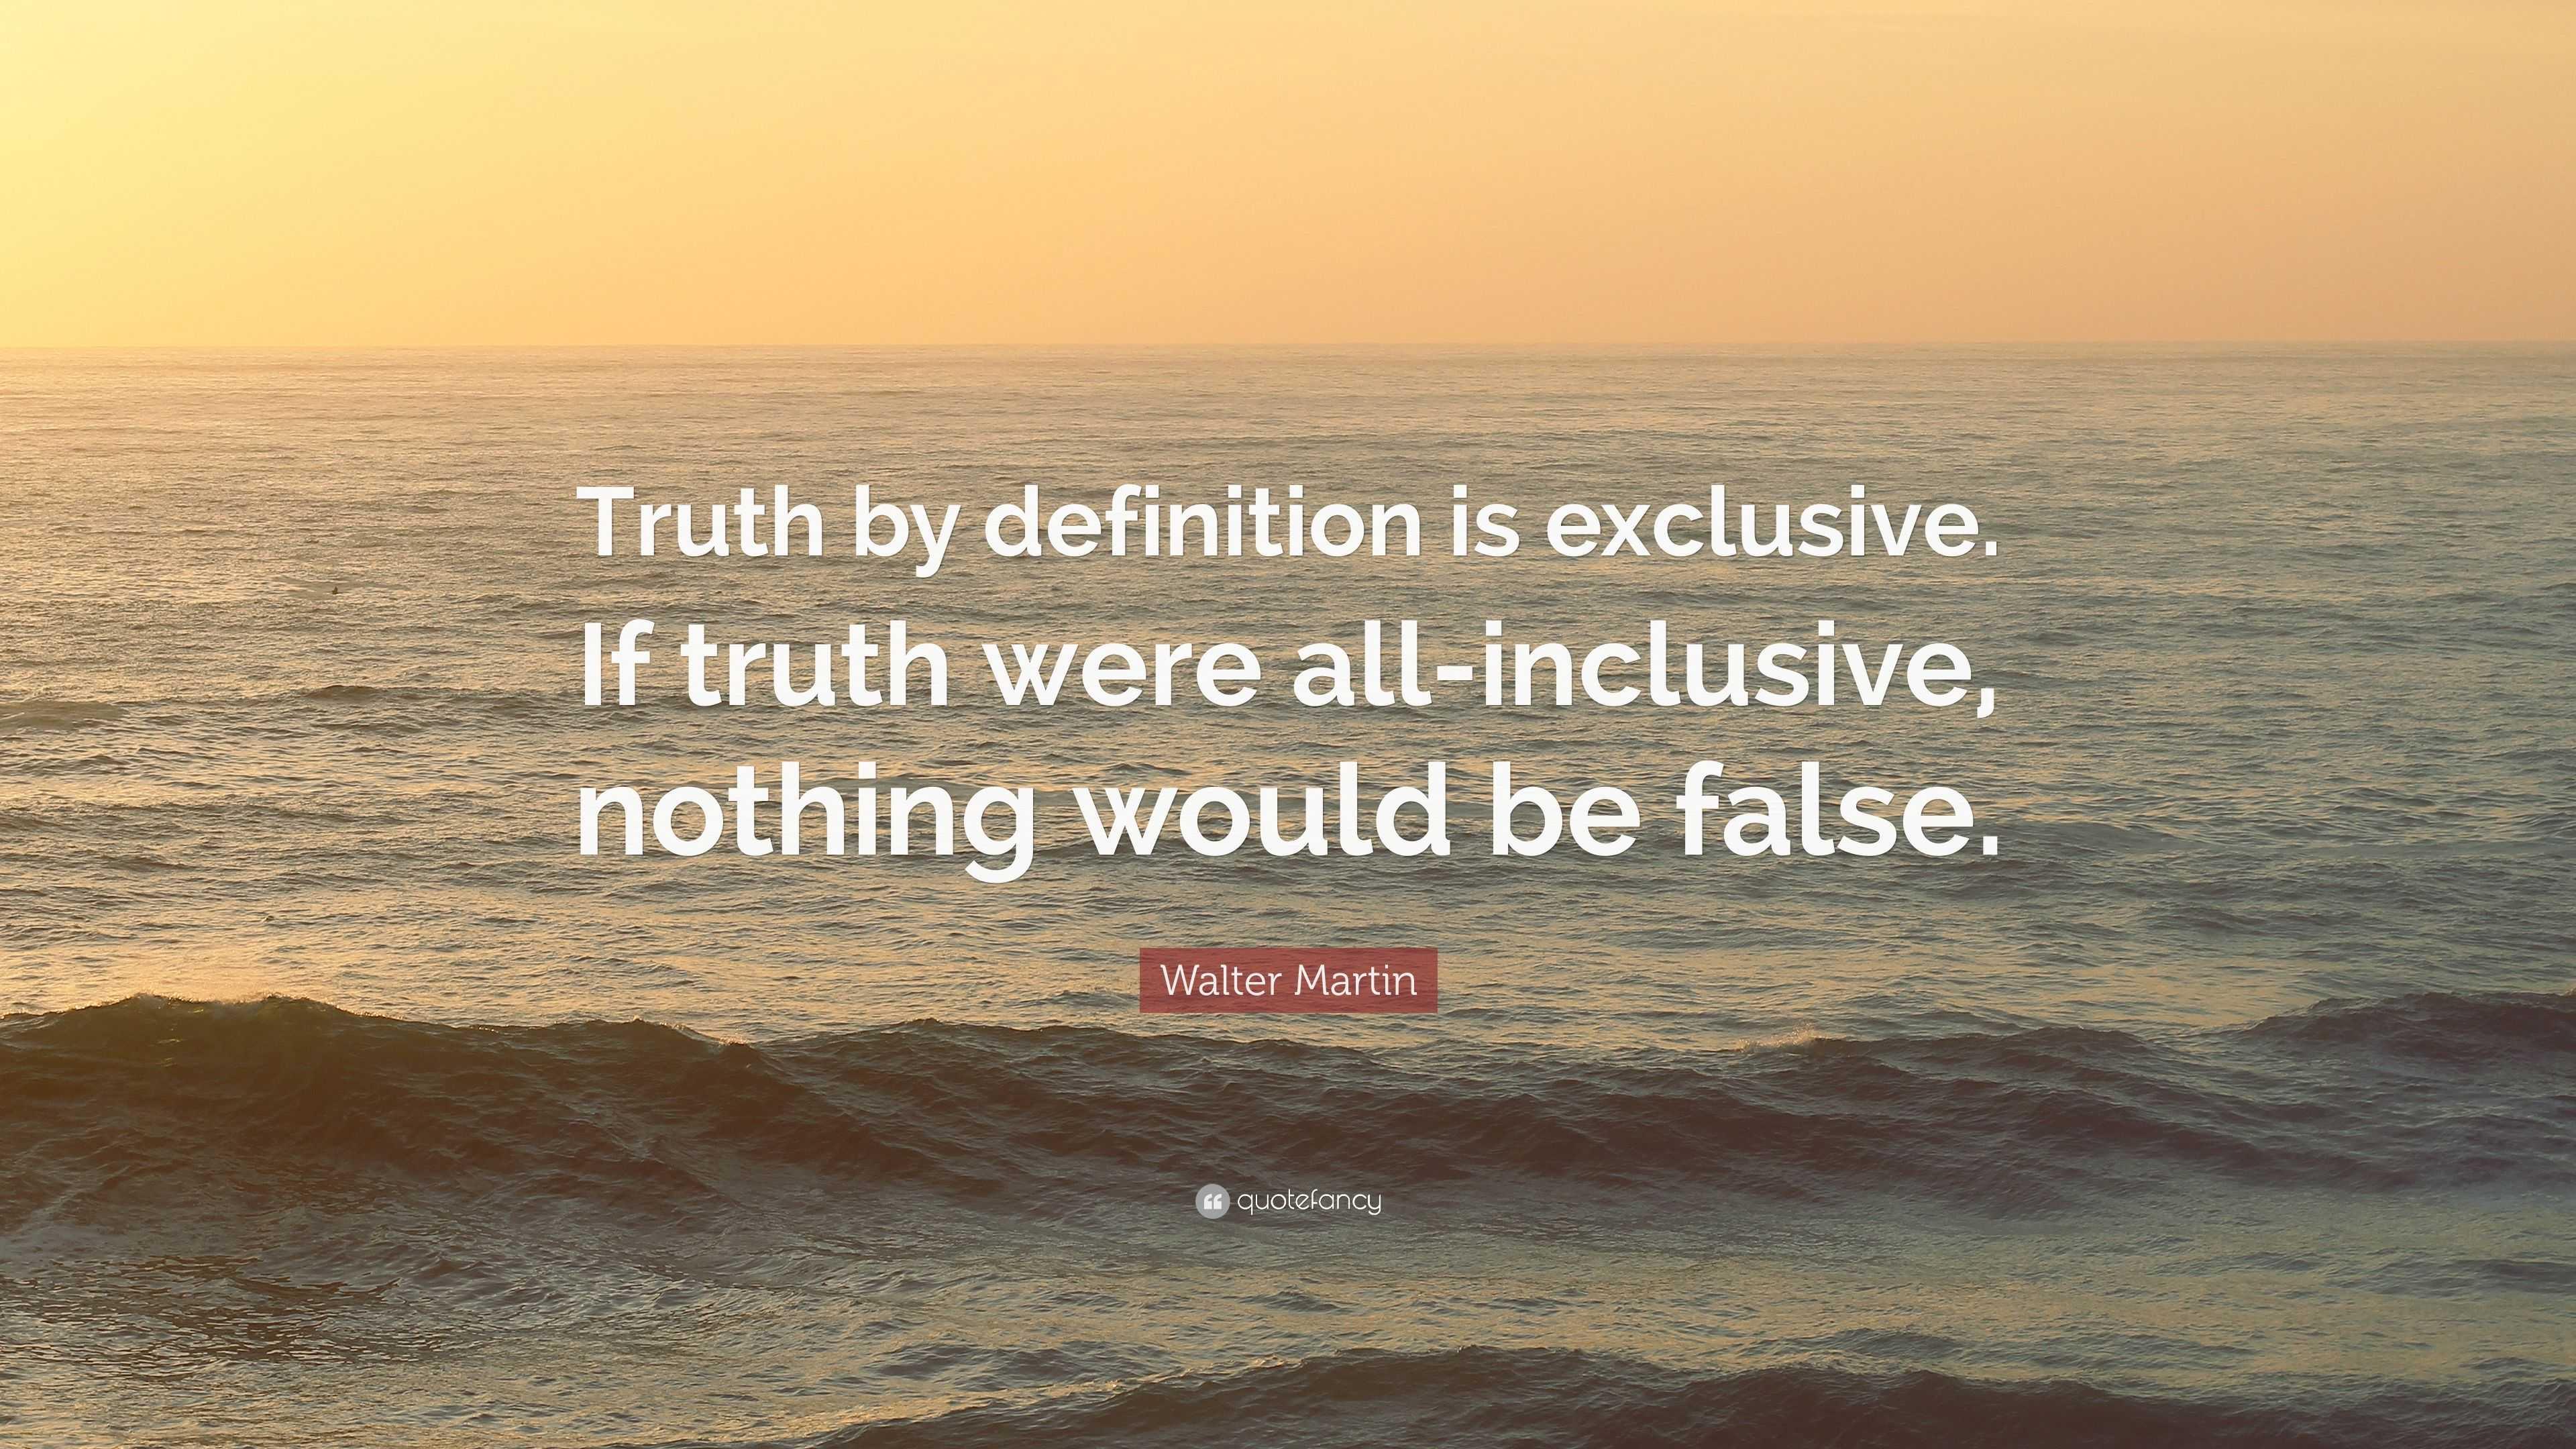 Truth by definition is exclusive.
If truth were all-inclusive,
nothing would be false.
Walter Martin
quotefancy